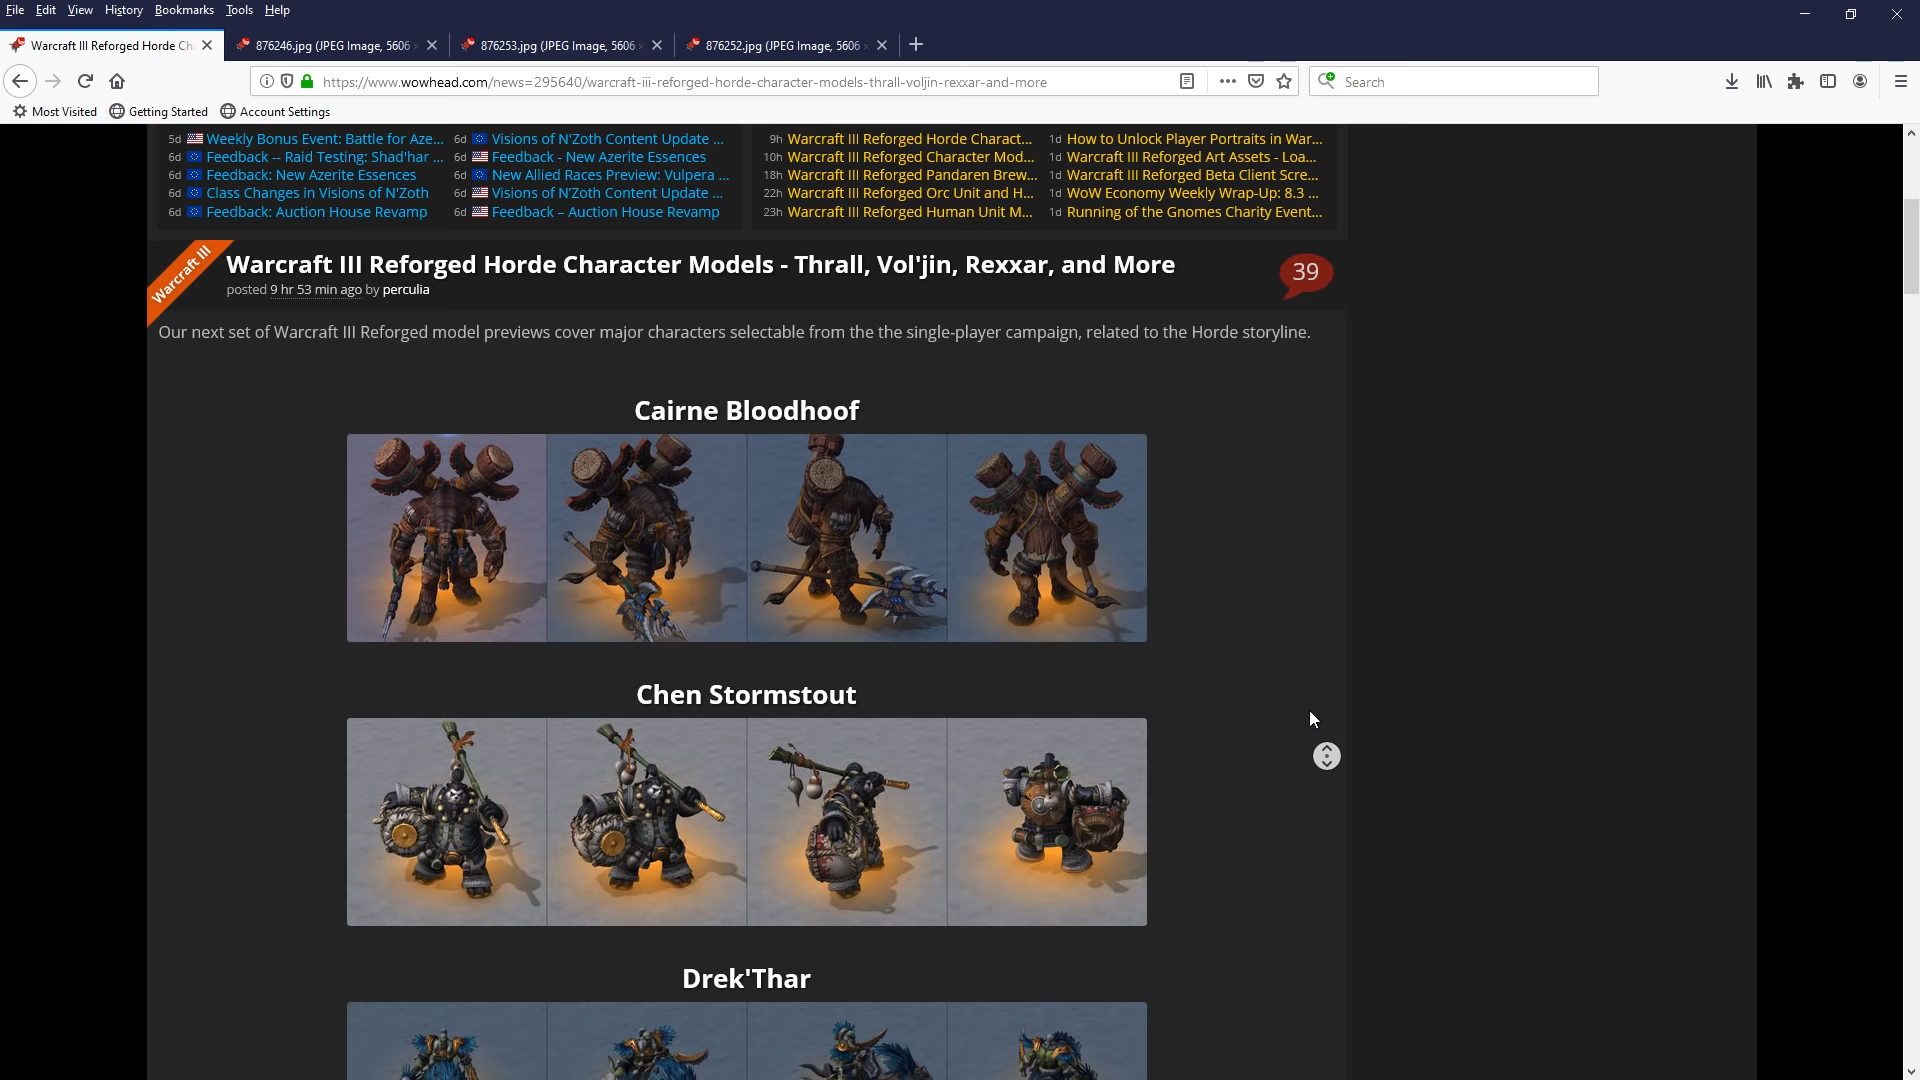 File Edit View History Bookmarks Tools Help
Warcraft III Reforged Horde Ch
876246.jpg (JPEG Image, 5606
876253.jpg (JPEG Image, 5606
876252.jpg (JPEG Image, 5606
https://www.wowhead.com/news=295640/warcraft-iii-reforged-horde-character-models-thrall-voljin-rexxar-and-more
Search
Most Visited Getting Started Account Settings
5d Weekly Bonus Event: Battle for Aze...
6d Feedback -- Raid Testing: Shad'har ...
6d Feedback: New Azerite Essences
6d Class Changes in Visions of N'Zoth
6d Feedback: Auction House Revamp
6d Visions of N'Zoth Content Update ...
6d Feedback - New Azerite Essences
6d New Allied Races Preview: Vulpera ...
6d Visions of N'Zoth Content Update ...
6d Feedback – Auction House Revamp
9h Warcraft III Reforged Horde Charact...
10h Warcraft III Reforged Character Mod...
18h Warcraft III Reforged Pandaren Brew...
22h Warcraft III Reforged Orc Unit and H...
23h Warcraft III Reforged Human Unit M...
1d How to Unlock Player Portraits in War...
1d Warcraft III Reforged Art Assets - Loa...
1d Warcraft III Reforged Beta Client Scre...
1d WoW Economy Weekly Wrap-Up: 8.3 ...
1d Running of the Gnomes Charity Event...
Warcraft III
Warcraft III Reforged Horde Character Models - Thrall, Vol'jin, Rexxar, and More
39
posted 9 hr 53 min ago by perculia
Our next set of Warcraft III Reforged model previews cover major characters selectable from the the single-player campaign, related to the Horde storyline.
Cairne Bloodhoof
Chen Stormstout
Drek'Thar